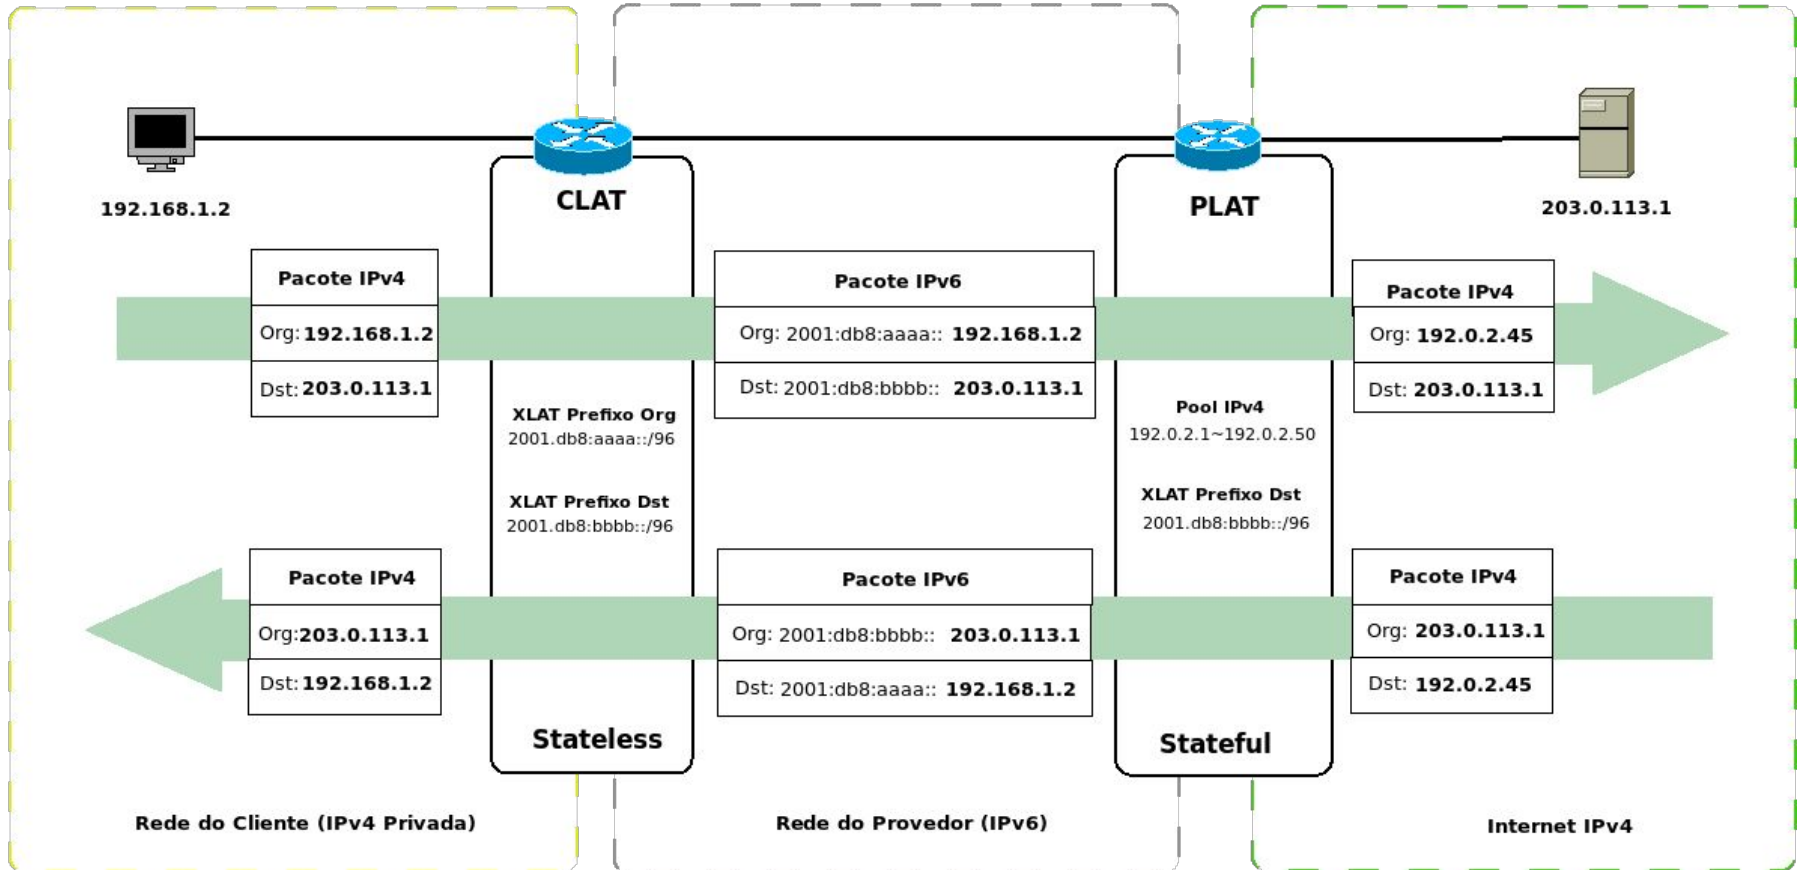 CLAT
PLAT
192.168.1.2
203.0.113.1
Pacote IPv4
Org: 192.168.1.2
Dst: 203.0.113.1
Pacote IPv6
Org: 2001:db8:aaaa:: 192.168.1.2
Dst: 2001:db8:bbbb:: 203.0.113.1
Pacote IPv4
Org: 192.0.2.45
Dst: 203.0.113.1
XLAT Prefixo Org
2001.db8:aaaa::/96
XLAT Prefixo Dst
2001.db8:bbbb::/96
Pool IPv4
192.0.2.1~192.0.2.50
XLAT Prefixo Dst
2001.db8:bbbb::/96
Pacote IPv4
Org:203.0.113.1
Dst: 192.168.1.2
Pacote IPv6
Org: 2001:db8:bbbb:: 203.0.113.1
Dst: 2001:db8:aaaa:: 192.168.1.2
Pacote IPv4
Org: 203.0.113.1
Dst: 192.0.2.45
Stateless
Stateful
Rede do Cliente (IPv4 Privada)
Rede do Provedor (IPv6)
Internet IPv4